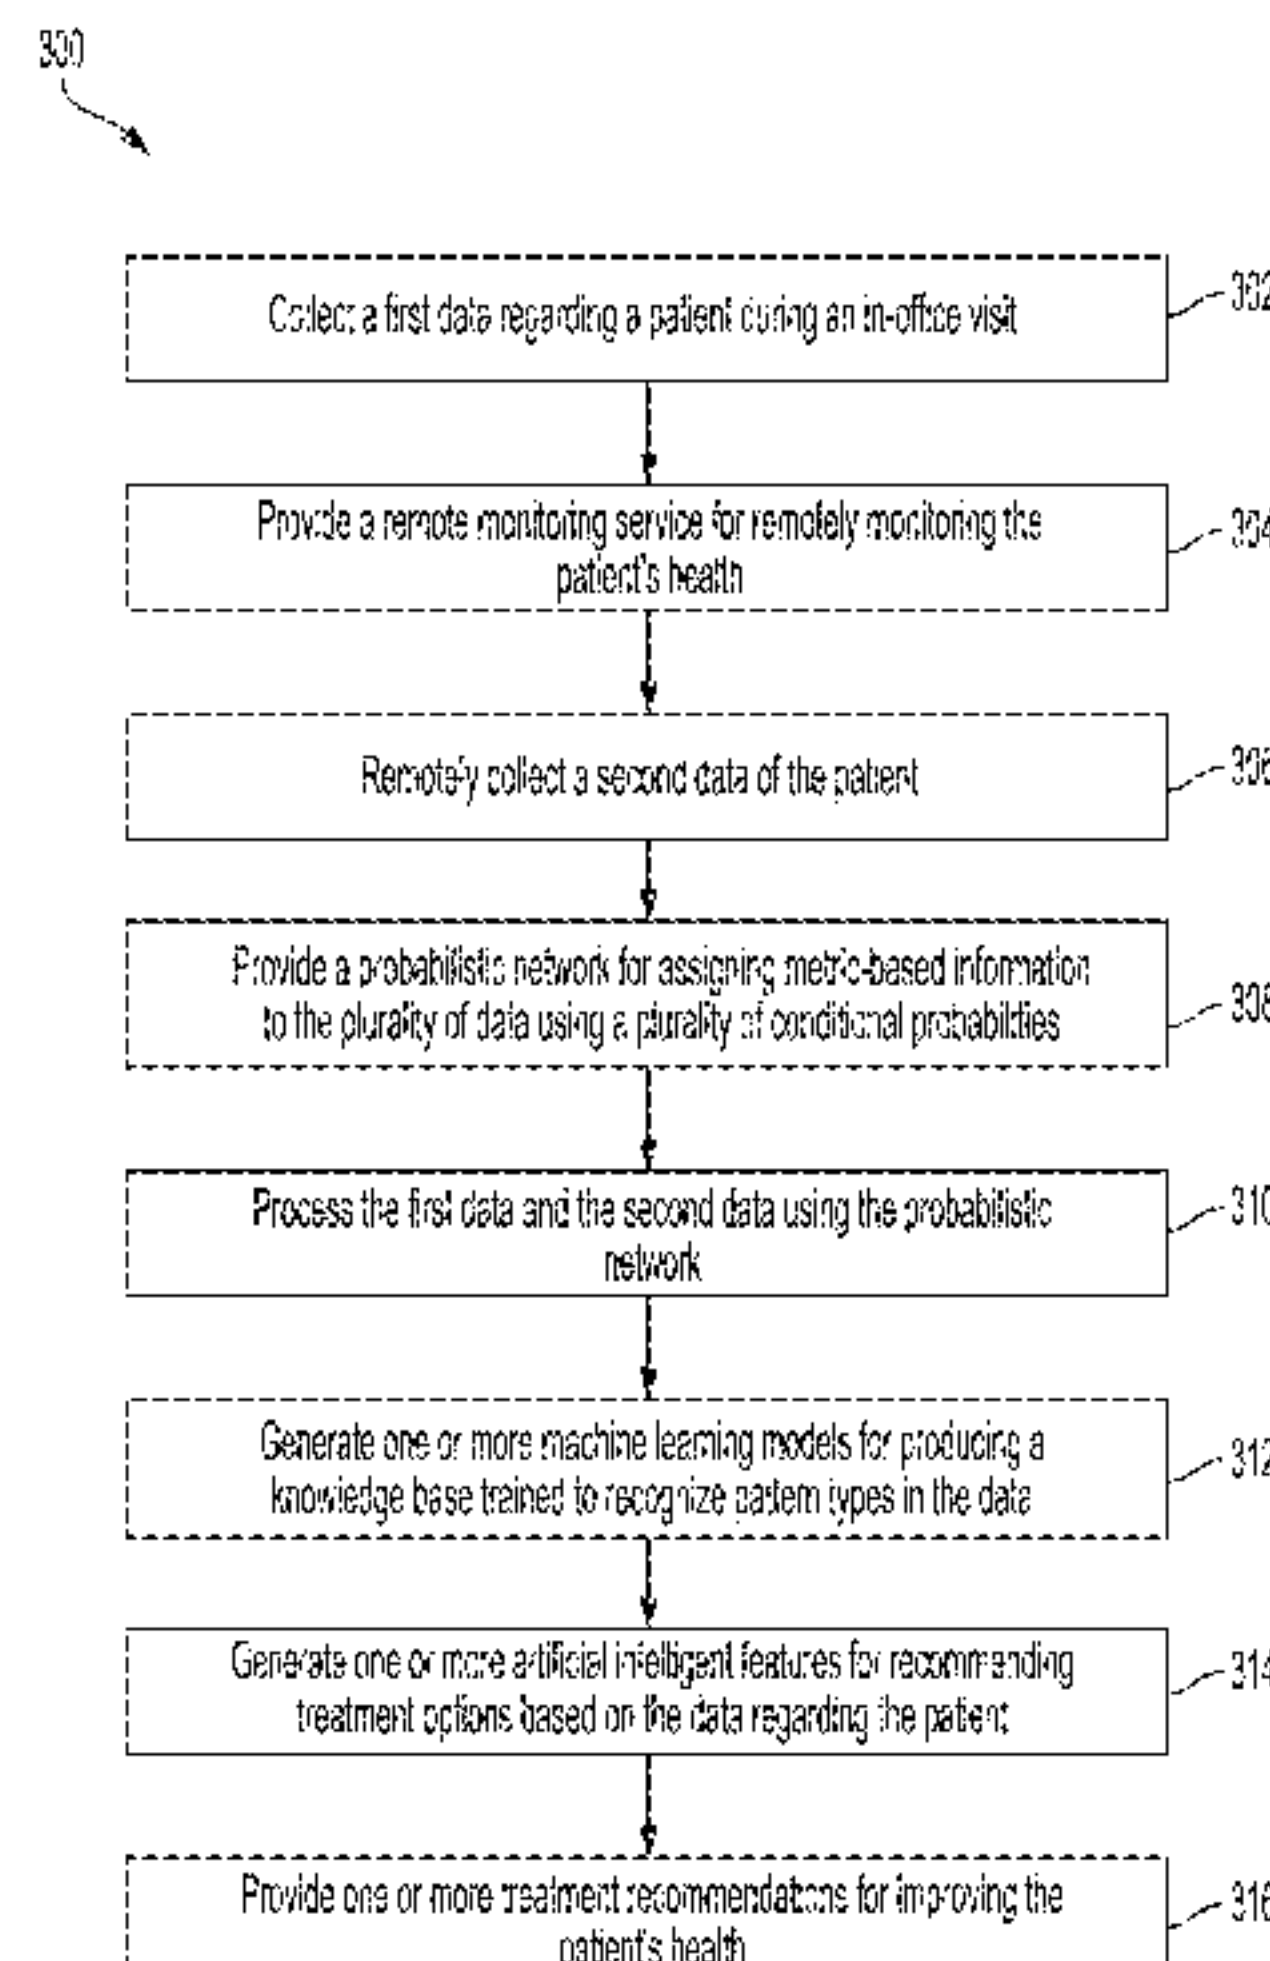 300
Collect a first data regarding a patient during an in-office visit
302
Provide a remote monitoring service for remotely monitoring the
patient's health
304
Remotely collect a second data of the patient
306
Provide a probabilistic network for assigning metric-based information
to the plurality of data using a plurality of conditional probabilities
308
Process the first data and the second data using the probabilistic
network
310
Generate one or more machine learning models for producing a
knowledge base trained to recognize pattern types in the data
312
Generate one or more artificial intelligent features for recommending
treatment options based on the data regarding the patient
314
Provide one or more treatment recommendations for improving the
patient's health
316